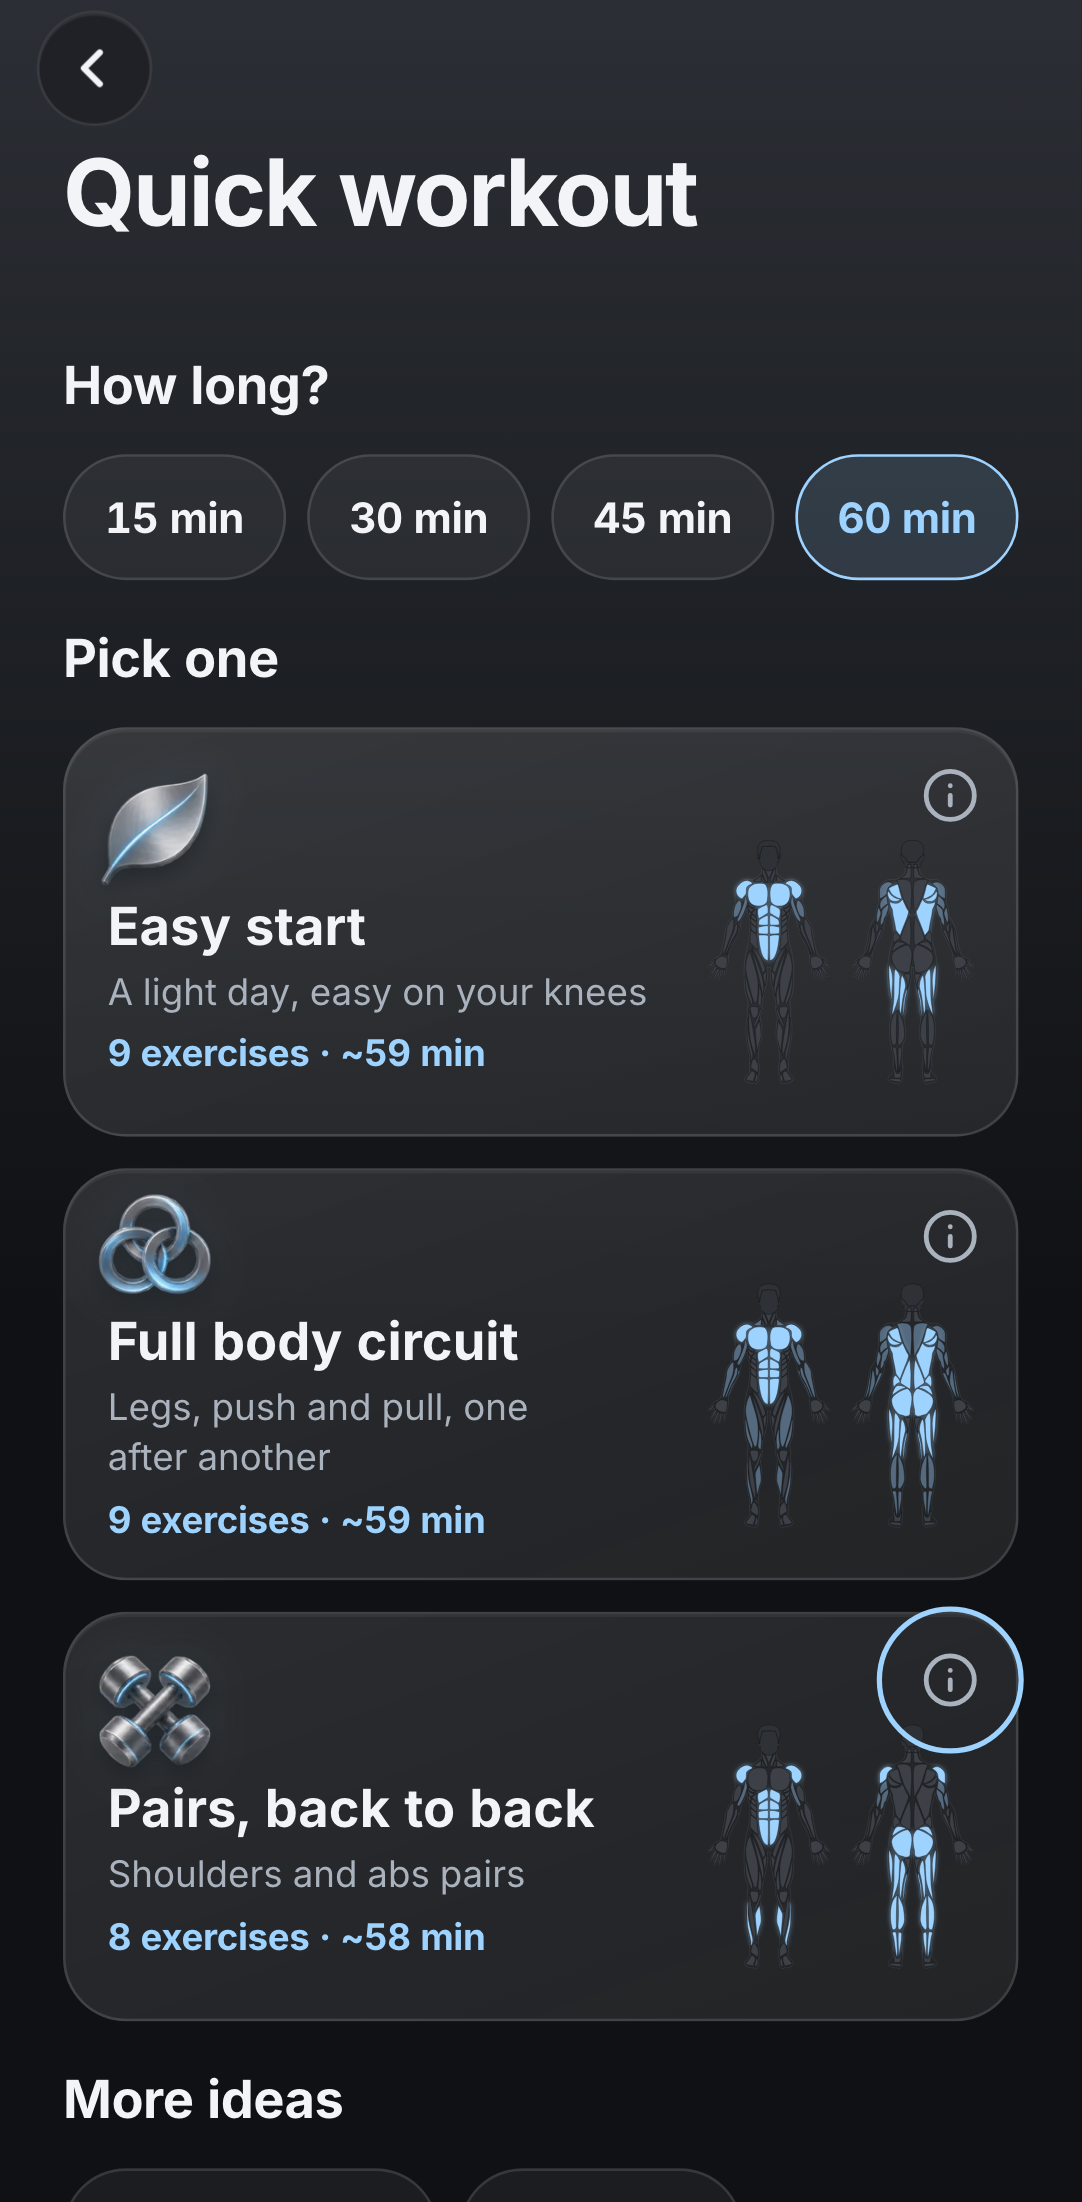 Quick workout
How long?
15 min
30 min
45 min
60 min
Pick one
Easy start
A light day, easy on your knees
9 exercises · ~59 min
Full body circuit
Legs, push and pull, one
after another
9 exercises · ~59 min
Pairs, back to back
Shoulders and abs pairs
8 exercises · ~58 min
More ideas